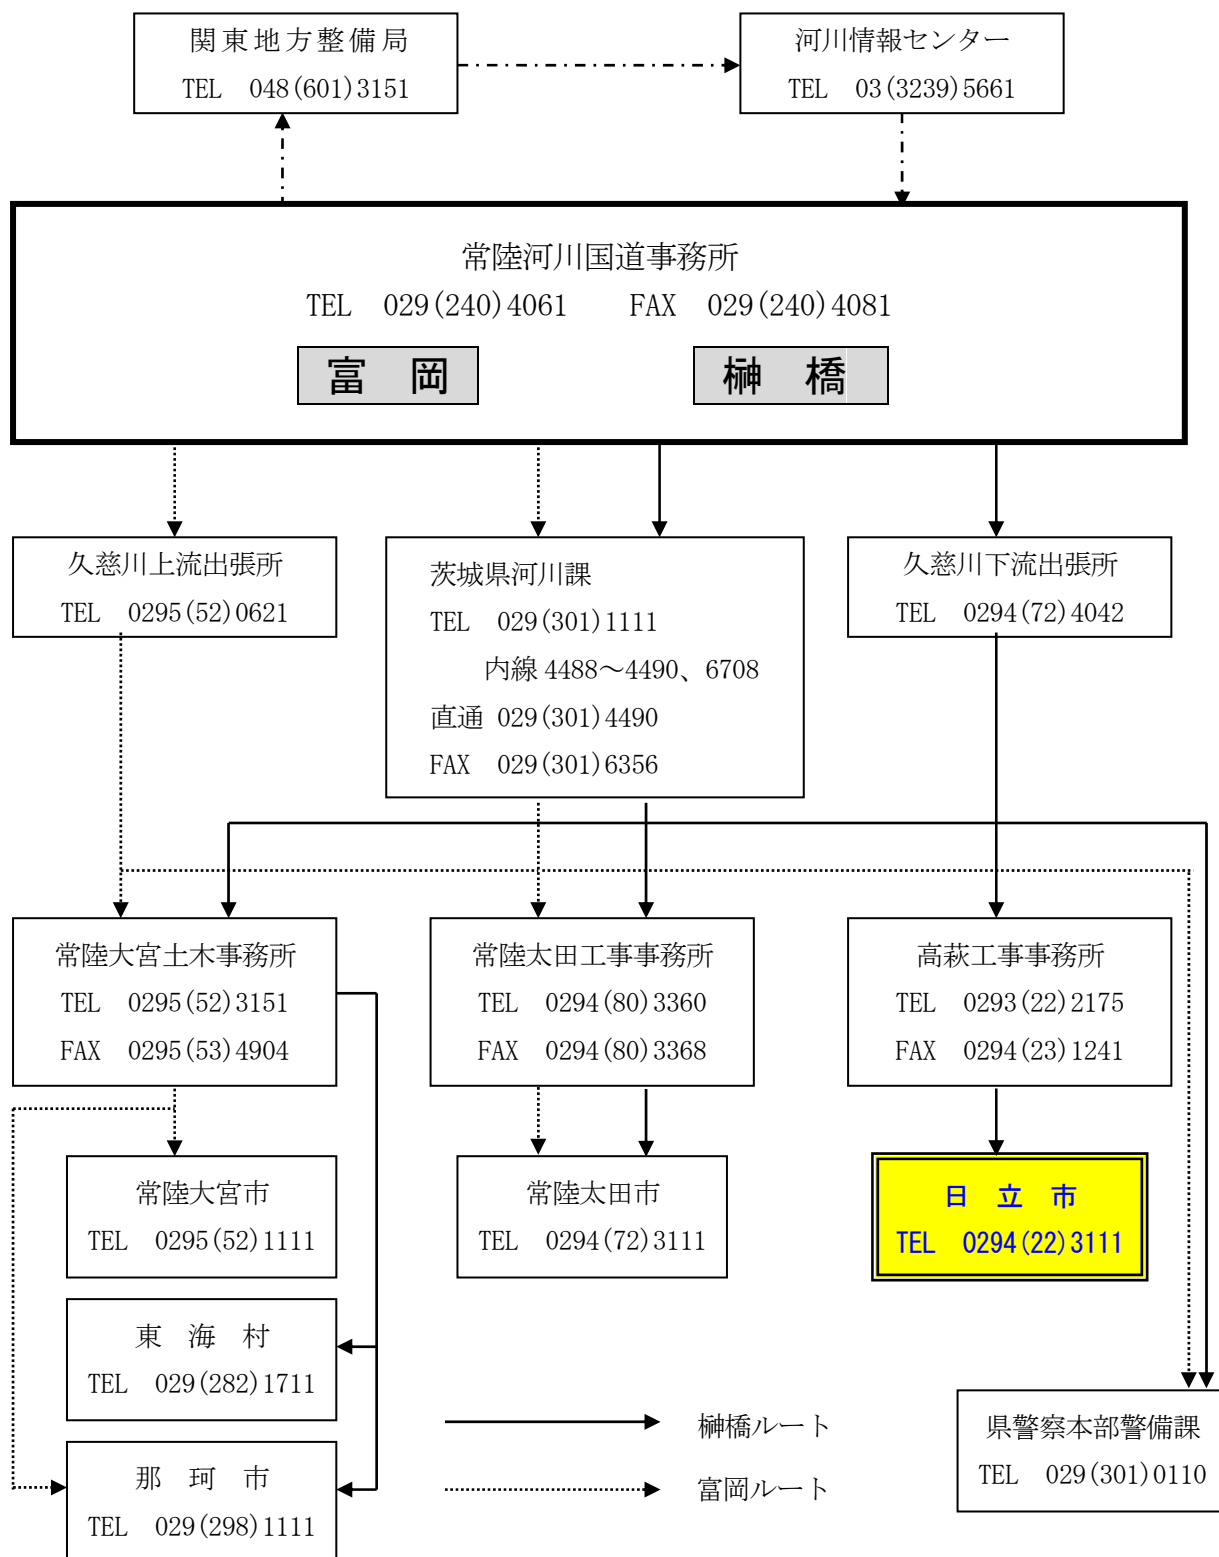 関東地方整備局
TEL 048(601)3151
河川情報センター
TEL 03(3239)5661
常陸河川国道事務所
TEL 029(240)4061 FAX 029(240)4081
富 岡
榊 橋
久慈川上流出張所
TEL 0295(52)0621
茨城県河川課
TEL 029(301)1111
内線 4488～4490、6708
直通 029(301)4490
FAX 029(301)6356
久慈川下流出張所
TEL 0294(72)4042
常陸大宮土木事務所
TEL 0295(52)3151
FAX 0295(53)4904
常陸太田工事事務所
TEL 0294(80)3360
FAX 0294(80)3368
高萩工事事務所
TEL 0293(22)2175
FAX 0294(23)1241
常陸大宮市
TEL 0295(52)1111
常陸太田市
TEL 0294(72)3111
日 立 市
TEL 0294(22)3111
東 海 村
TEL 029(282)1711
那 珂 市
TEL 029(298)1111
榊橋ルート
富岡ルート
県警察本部警備課
TEL 029(301)0110